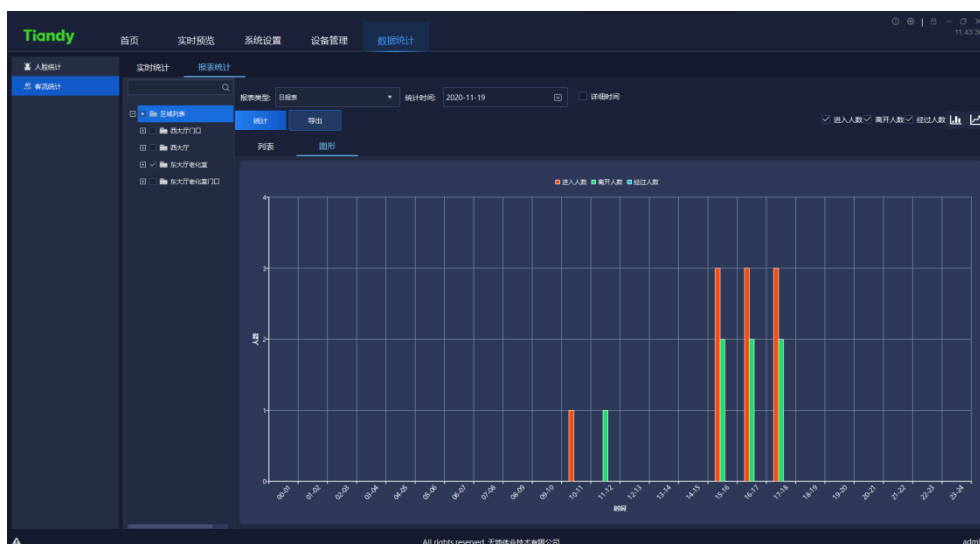 Tiandy
首页 实时预览 系统设置 设备管理 数据统计
11:43:36
人脸统计
客流统计
实时统计 报表统计
报表类型: 日报表 统计时间: 2020-11-19 详细时间
区域列表
西大厅门口
西大厅
东大厅老化室
东大厅老化室门口
统计 导出
进入人数 离开人数 经过人数
列表 图形
进入人数 离开人数 经过人数
4
3
2
1
0
人数
00-01 01-02 02-03 03-04 04-05 05-06 06-07 07-08 08-09 09-10 10-11 11-12 12-13 13-14 14-15 15-16 16-17 17-18 18-19 19-20 20-21 21-22 22-23 23-24
时间
All rights reserved 天地伟业技术有限公司
admi